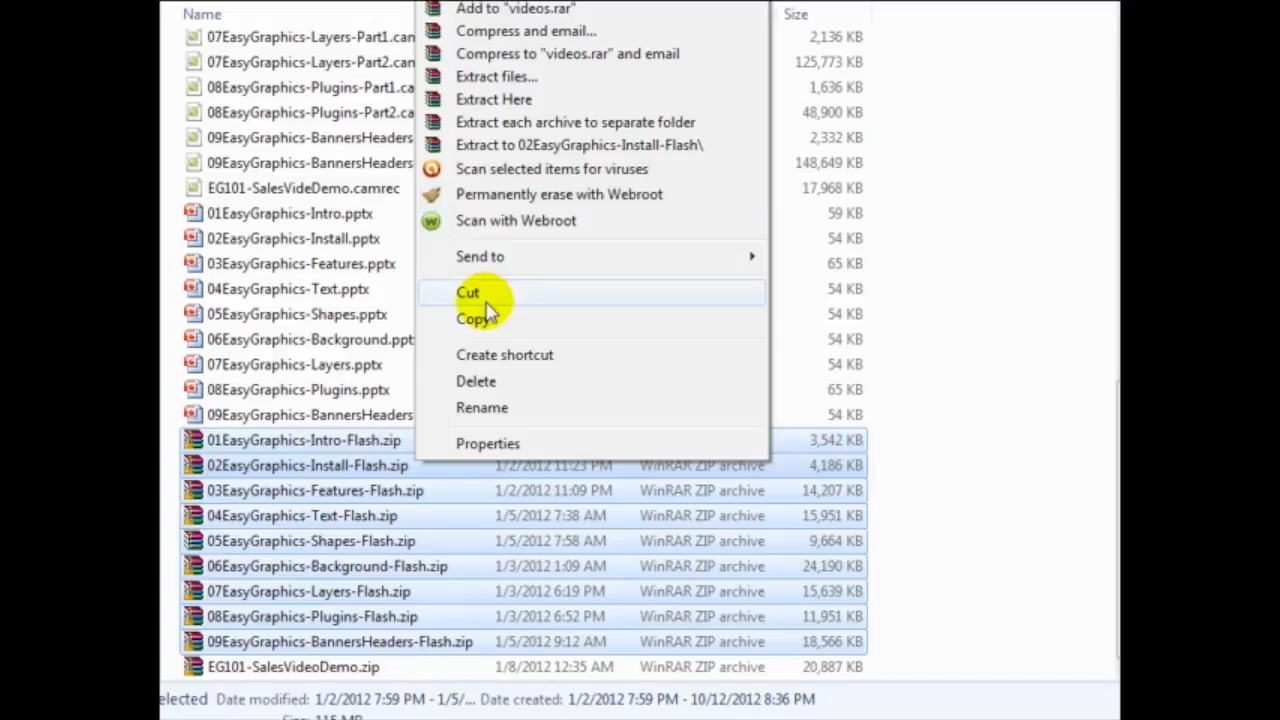 Name Size
07EasyGraphics-Layers-Part1.can 2,136 KB
07EasyGraphics-Layers-Part2.can 125,773 KB
08EasyGraphics-Plugins-Part1.ca 1,636 KB
08EasyGraphics-Plugins-Part2.ca 48,900 KB
09EasyGraphics-BannersHeaders- 2,332 KB
09EasyGraphics-BannersHeaders- 148,649 KB
EG101-SalesVideDemo.camrec 17,968 KB
01EasyGraphics-Intro.pptx 59 KB
02EasyGraphics-Install.pptx 54 KB
03EasyGraphics-Features.pptx 65 KB
04EasyGraphics-Text.pptx 54 KB
05EasyGraphics-Shapes.pptx 54 KB
06EasyGraphics-Background.ppt 54 KB
07EasyGraphics-Layers.pptx 54 KB
08EasyGraphics-Plugins.pptx 65 KB
09EasyGraphics-BannersHeaders 54 KB
01EasyGraphics-Intro-Flash.zip 3,542 KB
02EasyGraphics-Install-Flash.zip 1/2/2012 11:23 PM WinRAR ZIP archive 4,186 KB
03EasyGraphics-Features-Flash.zip 1/2/2012 11:09 PM WinRAR ZIP archive 14,207 KB
04EasyGraphics-Text-Flash.zip 1/5/2012 7:38 AM WinRAR ZIP archive 15,951 KB
05EasyGraphics-Shapes-Flash.zip 1/5/2012 7:58 AM WinRAR ZIP archive 9,664 KB
06EasyGraphics-Background-Flash.zip 1/3/2012 1:09 AM WinRAR ZIP archive 24,190 KB
07EasyGraphics-Layers-Flash.zip 1/3/2012 6:19 PM WinRAR ZIP archive 15,639 KB
08EasyGraphics-Plugins-Flash.zip 1/3/2012 6:52 PM WinRAR ZIP archive 11,951 KB
09EasyGraphics-BannersHeaders-Flash.zip 1/5/2012 9:12 AM WinRAR ZIP archive 18,566 KB
EG101-SalesVideoDemo.zip 1/8/2012 12:35 AM WinRAR ZIP archive 20,887 KB
Add to "videos.rar"
Compress and email...
Compress to "videos.rar" and email
Extract files...
Extract Here
Extract each archive to separate folder
Extract to 02EasyGraphics-Install-Flash\
Scan selected items for viruses
Permanently erase with Webroot
Scan with Webroot
Send to
Cut
Copy
Create shortcut
Delete
Rename
Properties
elected Date modified: 1/2/2012 7:59 PM - 1/5/... Date created: 1/2/2012 7:59 PM - 10/12/2012 8:36 PM
Size: 115 MB